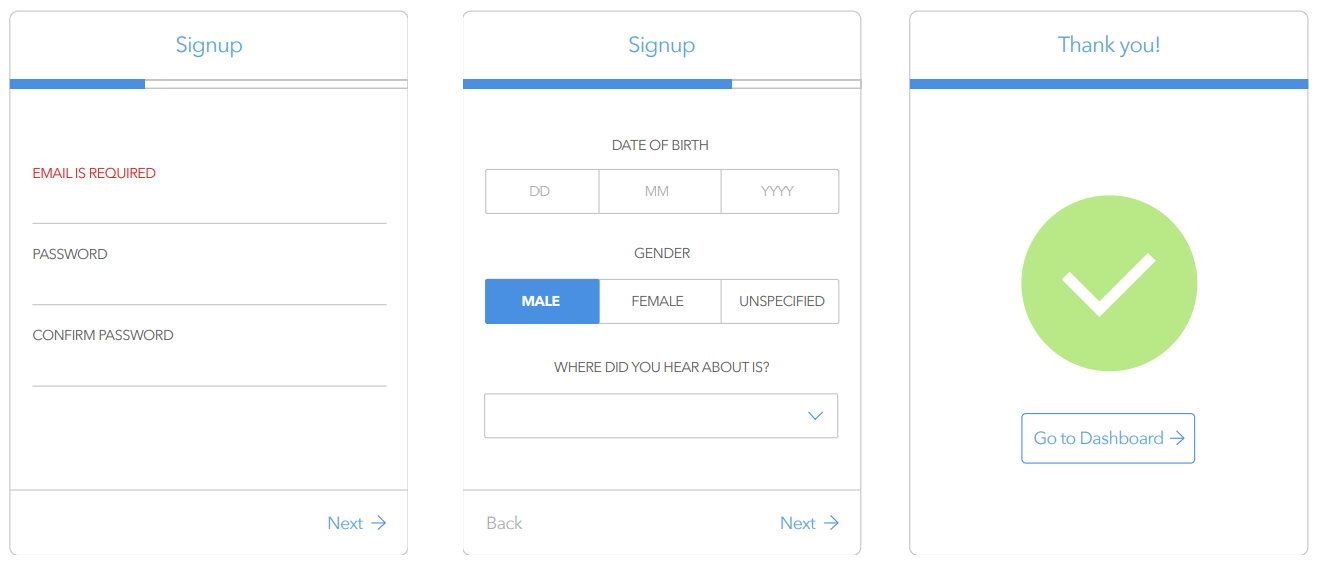 Signup
EMAIL IS REQUIRED
PASSWORD
CONFIRM PASSWORD
Next
Signup
DATE OF BIRTH
DD MM YYYY
GENDER
MALE FEMALE UNSPECIFIED
WHERE DID YOU HEAR ABOUT IS?
Back Next
Thank you!
Go to Dashboard